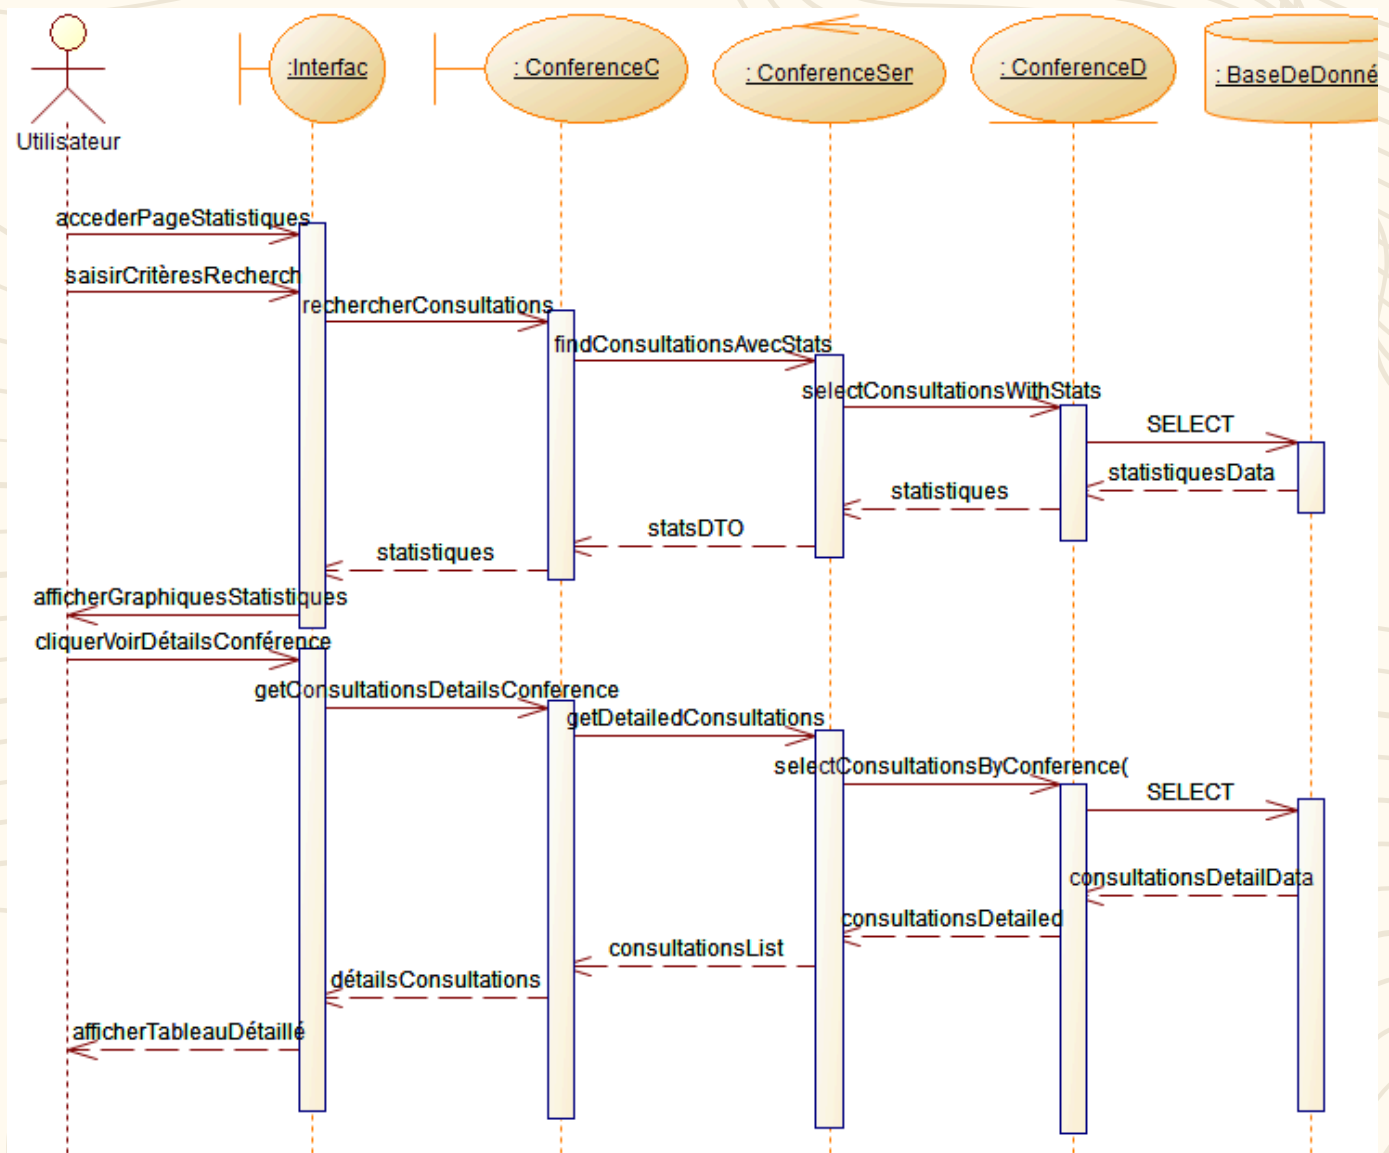 :Interfac
: ConferenceC
: ConferenceSer
: ConferenceD
: BaseDeDonné
Utilisateur
accederPageStatistiques
saisirCritèresRecherch
rechercherConsultations
findConsultationsAvecStats
selectConsultationsWithStats
SELECT
statistiquesData
statistiques
statsDTO
statistiques
afficherGraphiquesStatistiques
cliquerVoirDétailsConférence
getConsultationsDetailsConference
getDetailedConsultations
selectConsultationsByConference(
SELECT
consultationsDetailData
consultationsDetailed
consultationsList
détailsConsultations
afficherTableauDétaillé